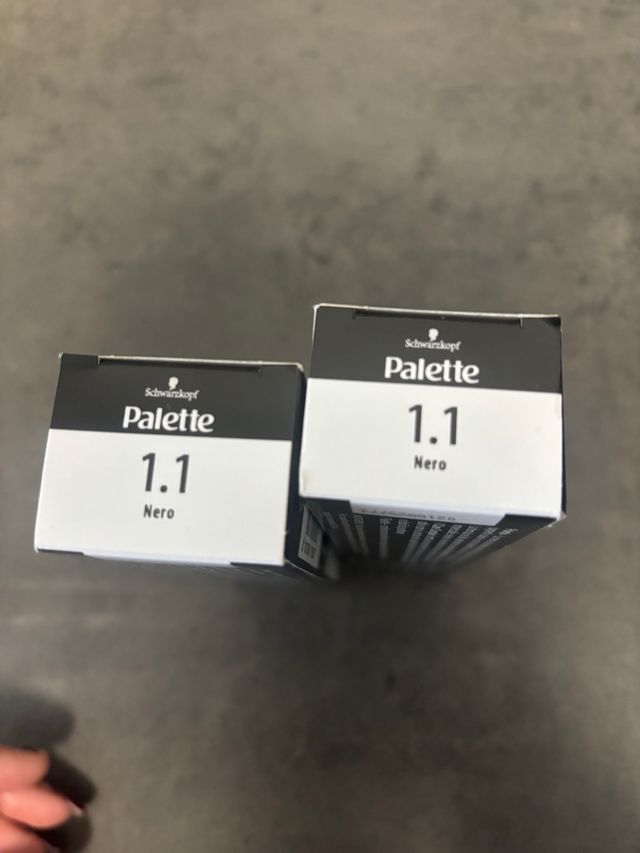 Schwarzkopf
Palette
1.1
Nero
Schwarzkopf
Palette
1.1
Nero